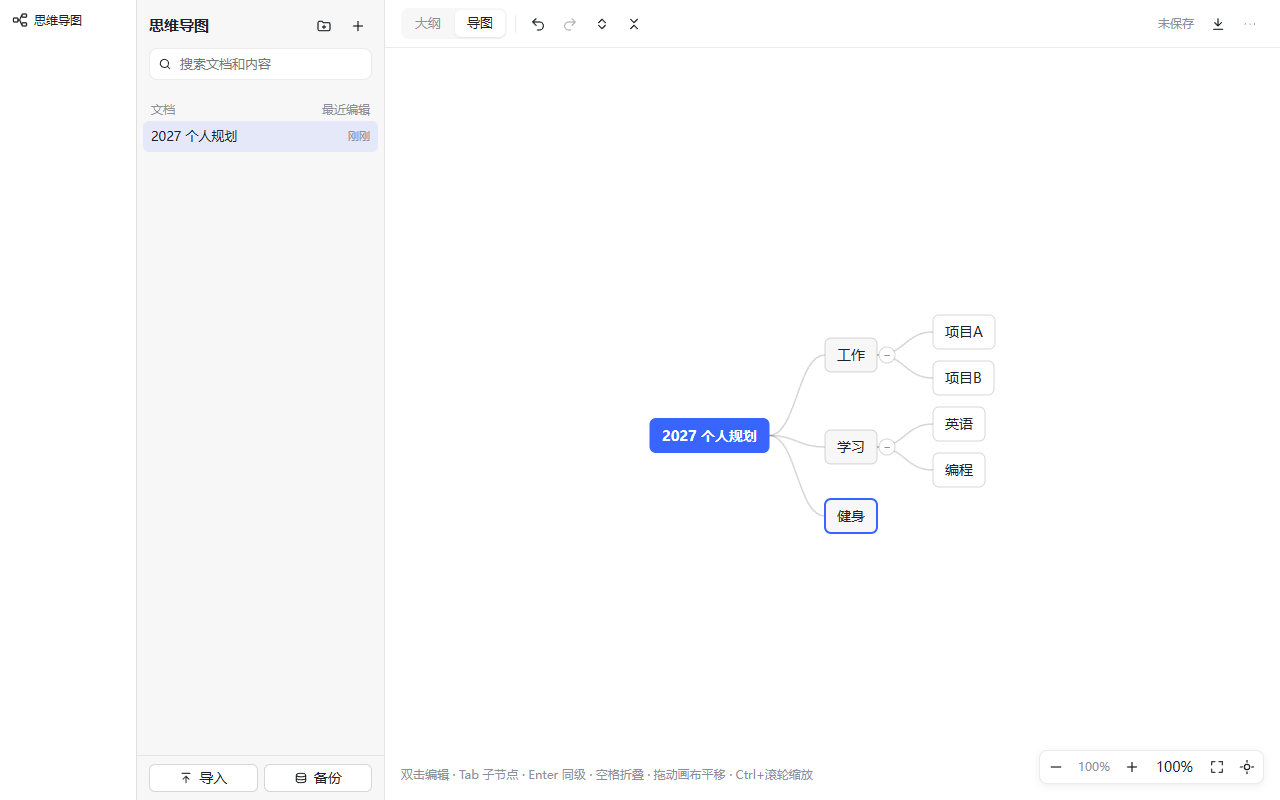 思维导图
思维导图
搜索文档和内容
文档 最近编辑
2027 个人规划 刚刚
导入 备份
大纲 导图
未保存
2027 个人规划
工作
项目A
项目B
学习
英语
编程
健身
双击编辑 · Tab 子节点 · Enter 同级 · 空格折叠 · 拖动画布平移 · Ctrl+滚轮缩放
100% 100%